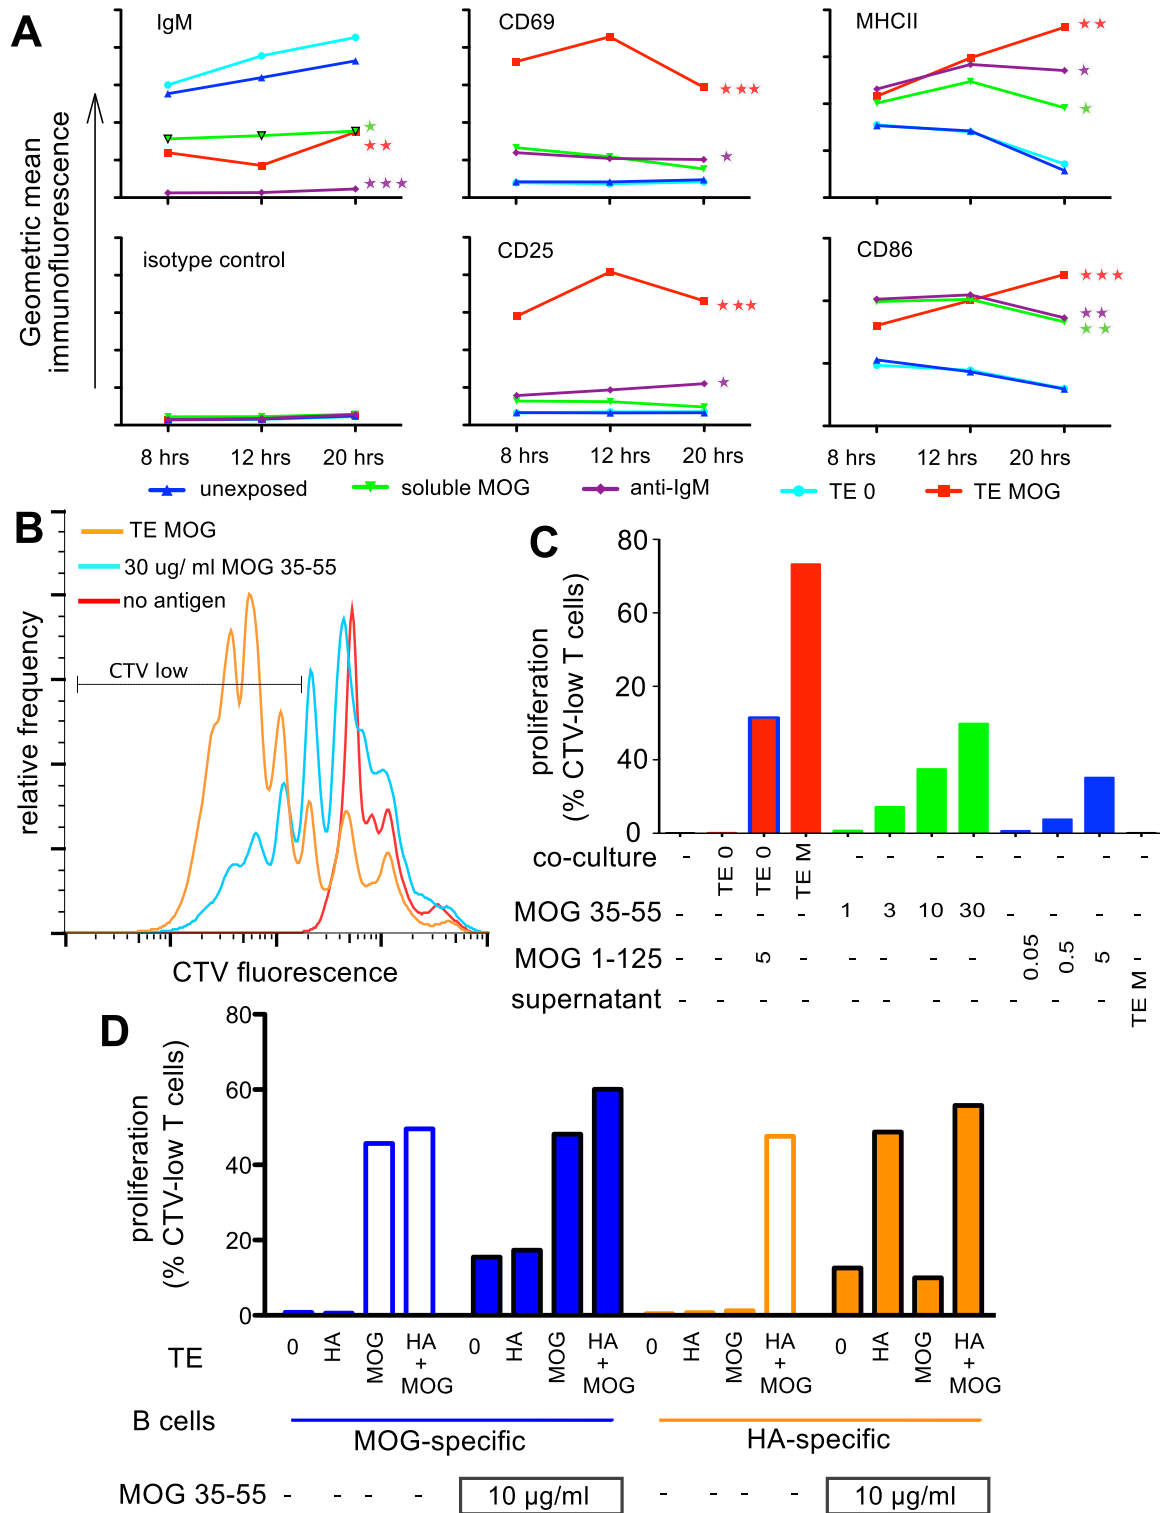 A
IgM
CD69
MHCII
★
★★
★★★
★★★
★
★★
★
★
Geometric mean
immunofluorescence
isotype control
CD25
CD86
★★★
★
★★★
★★
★★
8 hrs 12 hrs 20 hrs
8 hrs 12 hrs 20 hrs
8 hrs 12 hrs 20 hrs
unexposed soluble MOG anti-IgM TE 0 TE MOG
B
TE MOG
30 ug/ ml MOG 35-55
no antigen
CTV low
relative frequency
CTV fluorescence
C
proliferation
(% CTV-low T cells)
80
60
20
40
0
co-culture - TE 0 TE 0 TE M - - - - - - - -
MOG 35-55 - - - - 1 3 10 30 - - - -
MOG 1-125 - - 5 - - - - - 0.05 0.5 5 -
supernatant - - - - - - - - - - - TE M
D
proliferation
(% CTV-low T cells)
80
60
40
20
0
TE 0 HA MOG HA + MOG 0 HA MOG HA + MOG 0 HA MOG HA + MOG 0 HA MOG HA + MOG
B cells
MOG-specific HA-specific
MOG 35-55 - - - - 10 µg/ml - - - - 10 µg/ml